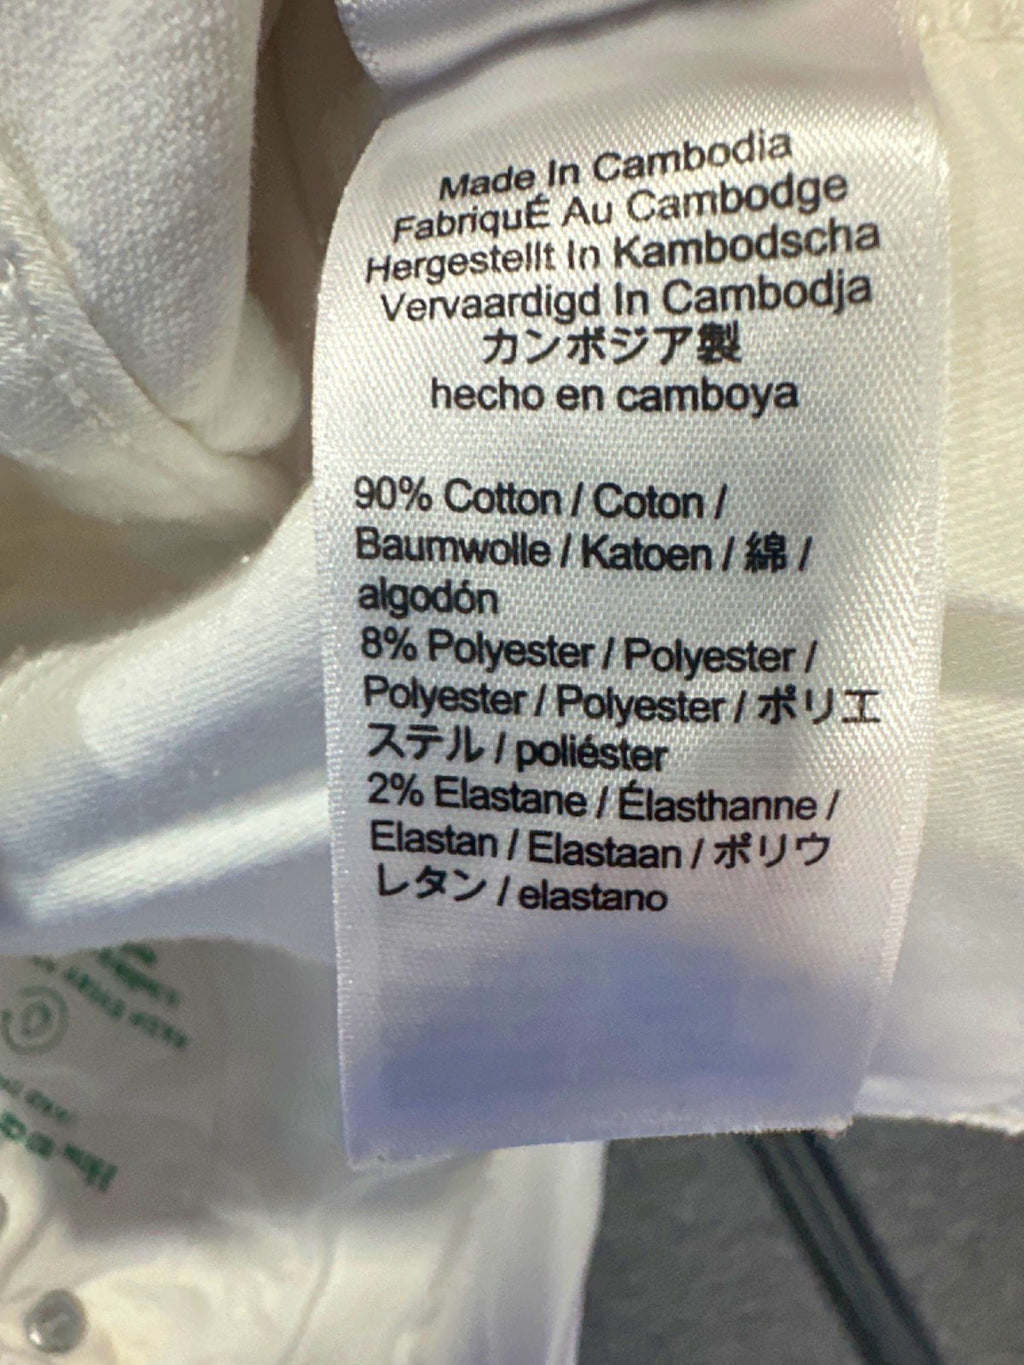 Made In Cambodia
FabriquÉ Au Cambodge
Hergestellt In Kambodscha
Vervaardigd In Cambodja
カンボジア製
hecho en camboya
90% Cotton / Coton /
Baumwolle / Katoen / 綿 /
algodón
8% Polyester / Polyester /
Polyester / Polyester / ポリエ
ステル / poliéster
2% Elastane / Élasthanne /
Elastan / Elastaan / ポリウ
レタン / elastano